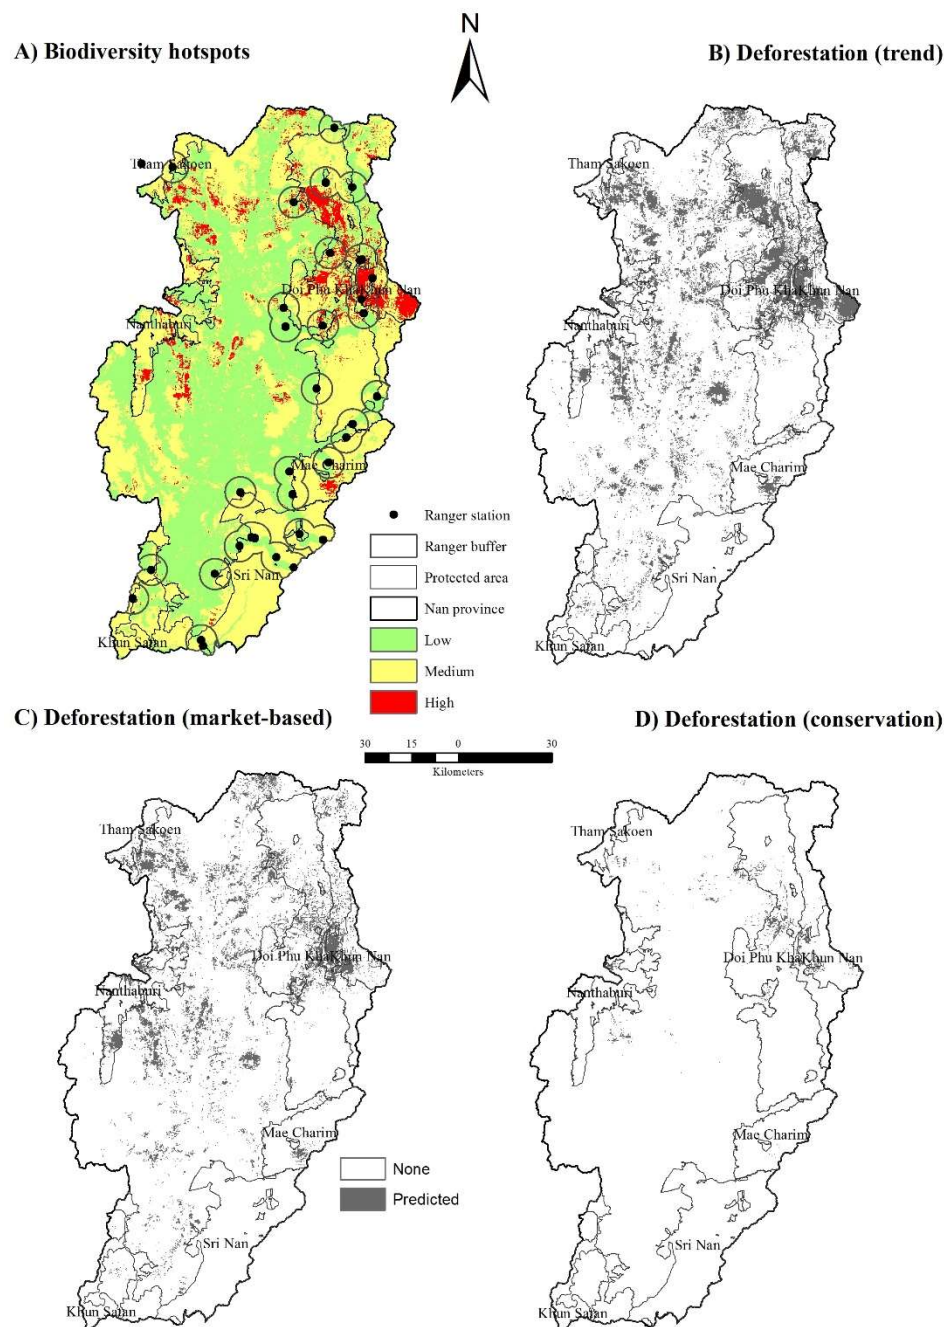 N
A) Biodiversity hotspots
B) Deforestation (trend)
Tham Sakoen
Tham Sakoen
Doi Phu Kha Khun Nan
Doi Phu Kha Khun Nan
Nanthaburi
Nanthaburi
Mae Charim
Mae Charim
Ranger station
Ranger buffer
Protected area
Nan province
Low
Medium
High
Sri Nan
Sri Nan
Khun Satan
Khun Satan
C) Deforestation (market-based)
D) Deforestation (conservation)
30 15 0 30
Kilometers
Tham Sakoen
Tham Sakoen
Doi Phu Kha Khun Nan
Doi Phu Kha Khun Nan
Nanthaburi
Nanthaburi
Mae Charim
Mae Charim
None
Predicted
Sri Nan
Sri Nan
Khun Satan
Khun Satan